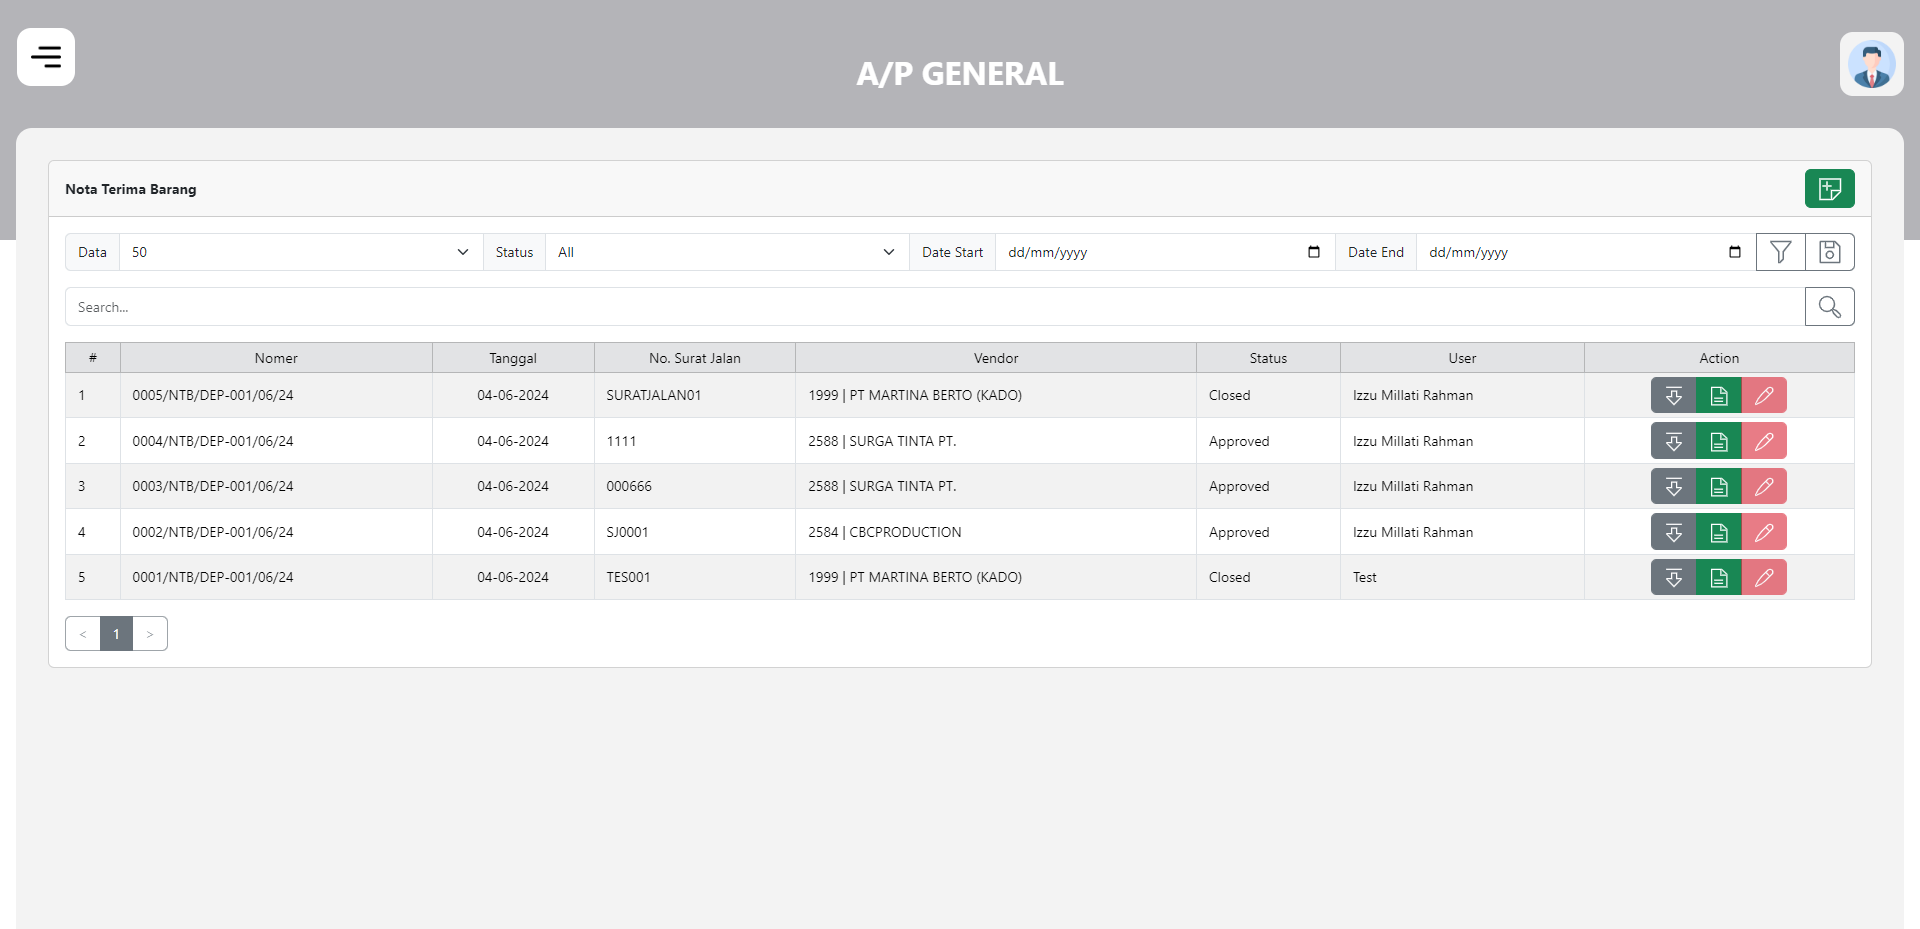 A/P GENERAL
Nota Terima Barang
Data 50 Status All Date Start dd/mm/yyyy Date End dd/mm/yyyy
Search...
# Nomer Tanggal No. Surat Jalan Vendor Status User Action
1 0005/NTB/DEP-001/06/24 04-06-2024 SURATJALAN01 1999 | PT MARTINA BERTO (KADO) Closed Izzu Millati Rahman
2 0004/NTB/DEP-001/06/24 04-06-2024 1111 2588 | SURGA TINTA PT. Approved Izzu Millati Rahman
3 0003/NTB/DEP-001/06/24 04-06-2024 000666 2588 | SURGA TINTA PT. Approved Izzu Millati Rahman
4 0002/NTB/DEP-001/06/24 04-06-2024 SJ0001 2584 | CBCPRODUCTION Approved Izzu Millati Rahman
5 0001/NTB/DEP-001/06/24 04-06-2024 TES001 1999 | PT MARTINA BERTO (KADO) Closed Test
< 1 >